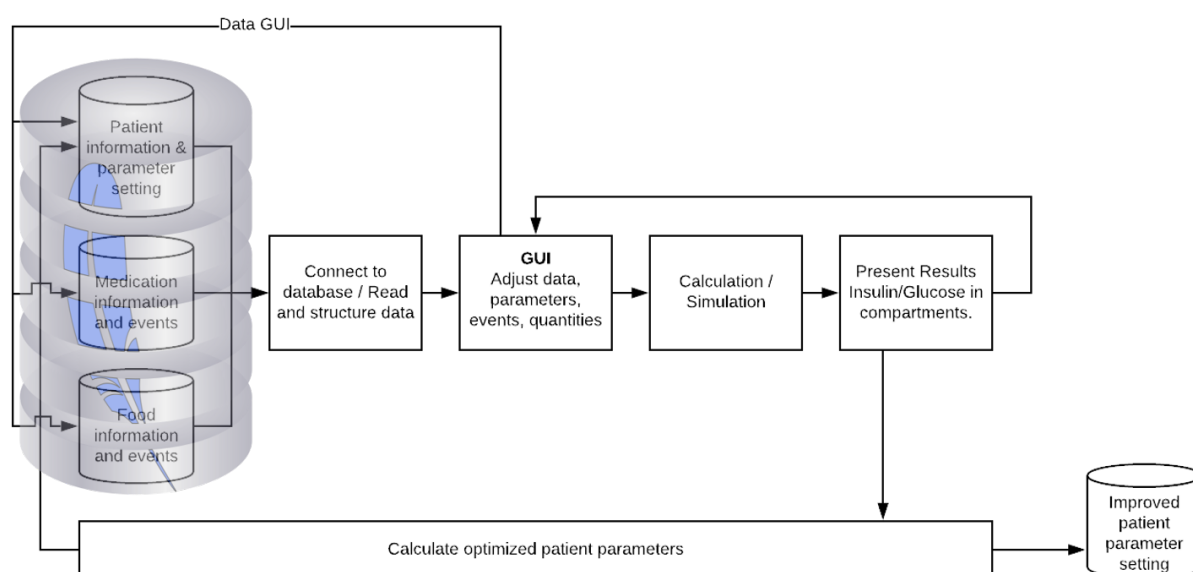 Data GUI
Patient
information &
parameter
setting
Medication
information
and events
Food
information
and events
Connect to
database / Read
and structure data
GUI
Adjust data,
parameters,
events, quantities
Calculation /
Simulation
Present Results
Insulin/Glucose in
compartments.
Calculate optimized patient parameters
Improved
patient
parameter
setting